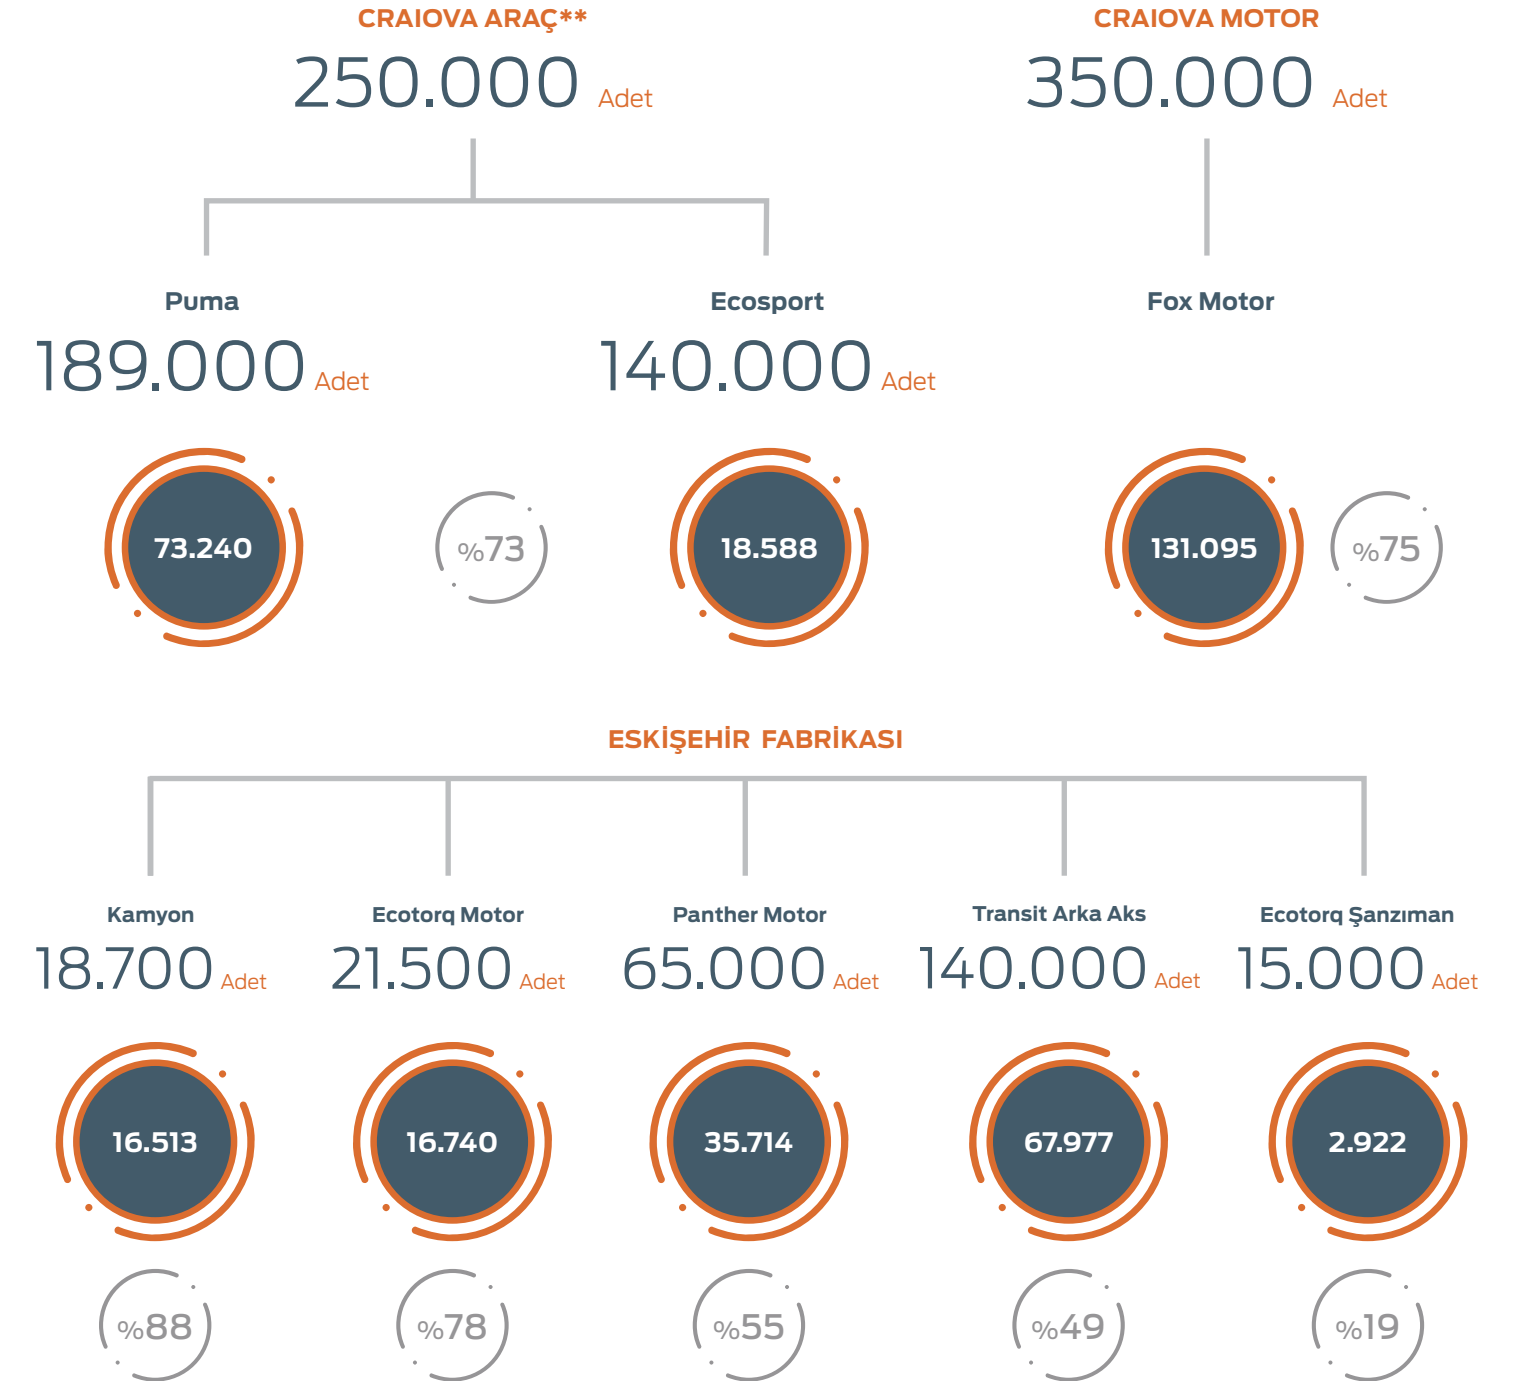 CRAIOVA ARAÇ**
250.000 Adet
CRAIOVA MOTOR
350.000 Adet
Puma
189.000 Adet
Ecosport
140.000 Adet
Fox Motor
73.240
%73
18.588
131.095
%75
ESKİŞEHİR FABRİKASI
Kamyon
18.700 Adet
Ecotorq Motor
21.500 Adet
Panther Motor
65.000 Adet
Transit Arka Aks
140.000 Adet
Ecotorq Şanzıman
15.000 Adet
16.513
16.740
35.714
67.977
2.922
%88
%78
%55
%49
%19